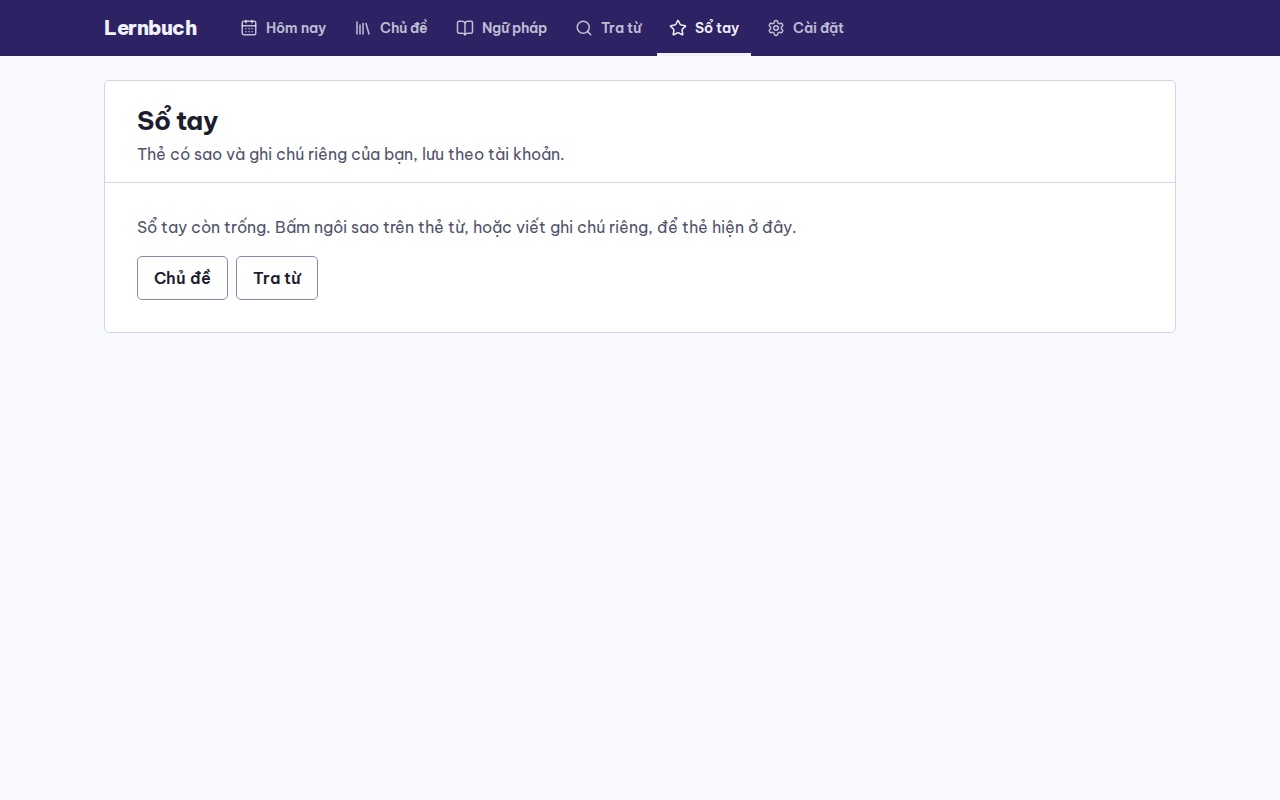 Lernbuch
Hôm nay
Chủ đề
Ngữ pháp
Tra từ
Sổ tay
Cài đặt
Sổ tay
Thẻ có sao và ghi chú riêng của bạn, lưu theo tài khoản.
Sổ tay còn trống. Bấm ngôi sao trên thẻ từ, hoặc viết ghi chú riêng, để thẻ hiện ở đây.
Chủ đề
Tra từ